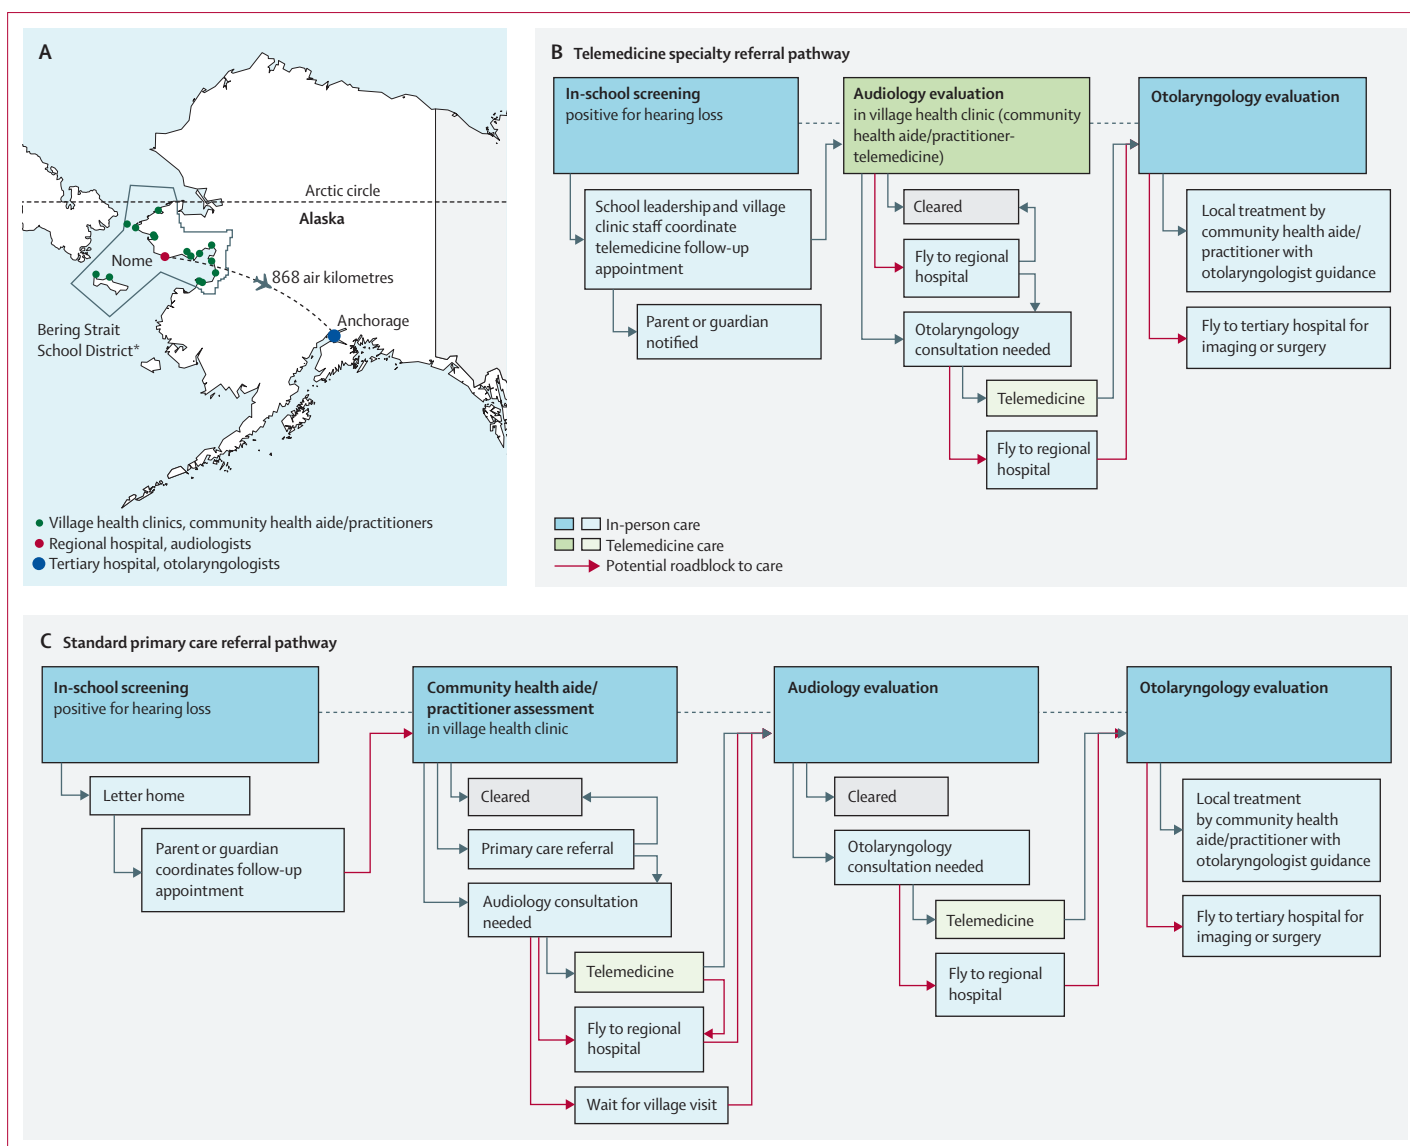 A
Arctic circle
Alaska
Nome
868 air kilometres
Anchorage
Bering Strait
School District*
Village health clinics, community health aide/practitioners
Regional hospital, audiologists
Tertiary hospital, otolaryngologists
B Telemedicine specialty referral pathway
In-school screening
positive for hearing loss
School leadership and village
clinic staff coordinate
telemedicine follow-up
appointment
Parent or guardian
notified
Audiology evaluation
in village health clinic (community
health aide/practitioner-
telemedicine)
Cleared
Fly to regional
hospital
Otolaryngology
consultation needed
Telemedicine
Fly to regional
hospital
Otolaryngology evaluation
Local treatment by
community health aide/
practitioner with
otolaryngologist guidance
Fly to tertiary hospital for
imaging or surgery
In-person care
Telemedicine care
Potential roadblock to care
C Standard primary care referral pathway
In-school screening
positive for hearing loss
Letter home
Parent or guardian
coordinates follow-up
appointment
Community health aide/
practitioner assessment
in village health clinic
Cleared
Primary care referral
Audiology consultation
needed
Telemedicine
Fly to regional
hospital
Wait for village visit
Audiology evaluation
Cleared
Otolaryngology
consultation needed
Telemedicine
Fly to regional
hospital
Otolaryngology evaluation
Local treatment
by community health
aide/practitioner with
otolaryngologist guidance
Fly to tertiary hospital for
imaging or surgery